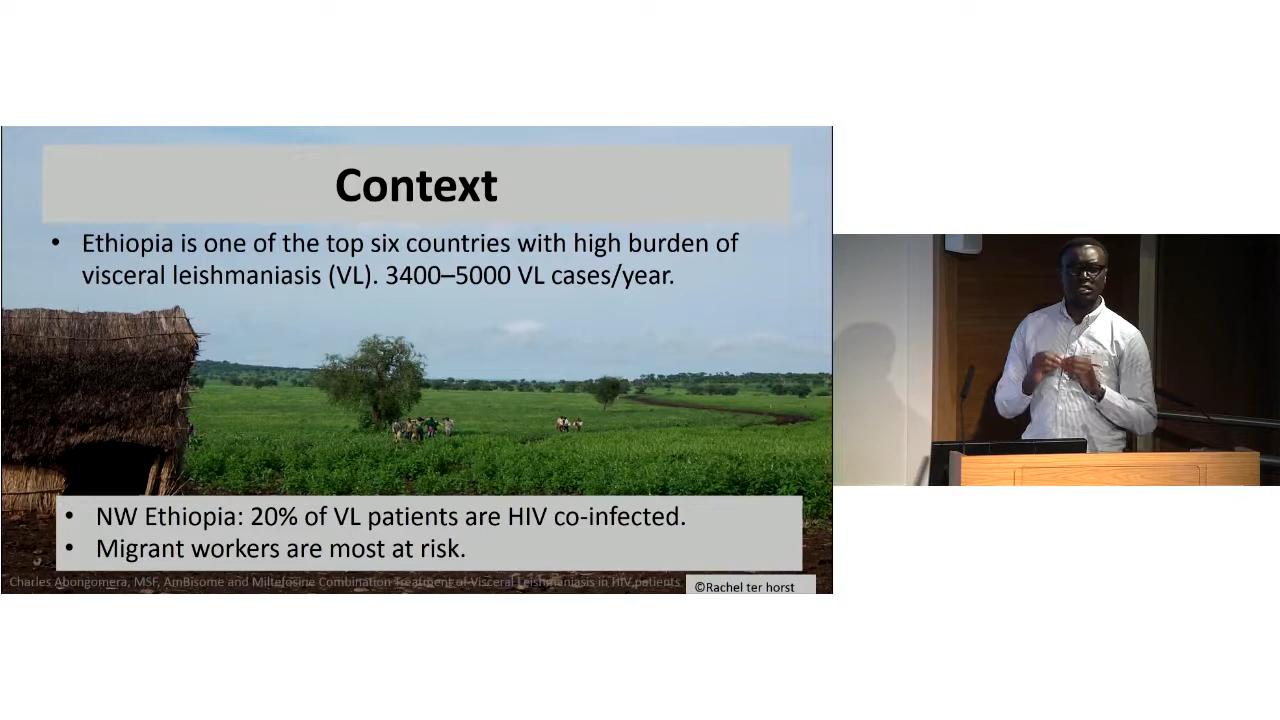 Context
• Ethiopia is one of the top six countries with high burden of
visceral leishmaniasis (VL). 3400–5000 VL cases/year.
• NW Ethiopia: 20% of VL patients are HIV co-infected.
• Migrant workers are most at risk.
Charles Abongomera, MSF, AmBisome and Miltefosine Combination Treatment of Visceral Leishmaniasis in HIV patients
©Rachel ter horst